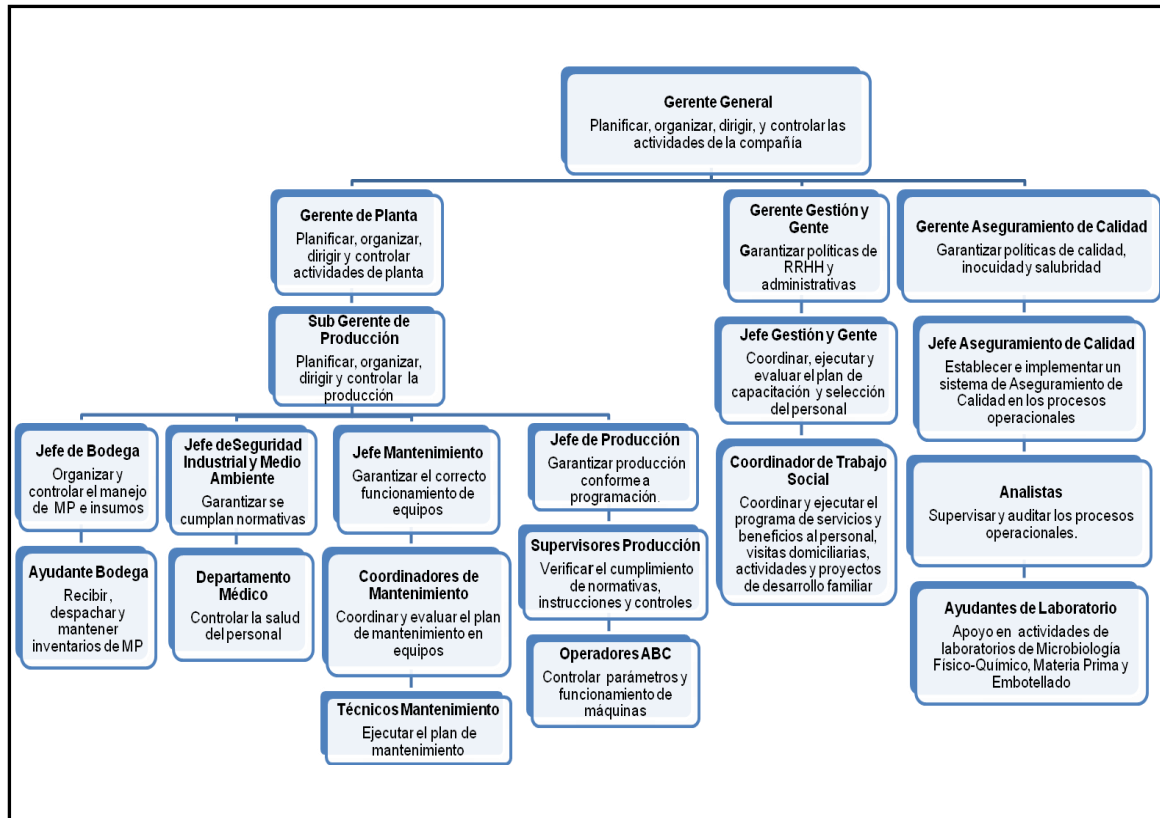 Gerente General
Planificar, organizar, dirigir, y controlar las
actividades de la compañía
Gerente de Planta
Planificar, organizar,
dirigir y controlar
actividades de planta
Gerente Gestión y
Gente
Garantizar políticas de
RRHH y
administrativas
Gerente Aseguramiento de Calidad
Garantizar políticas de calidad,
inocuidad y salubridad
Sub Gerente de
Producción
Planificar, organizar,
dirigir y controlar la
producción
Jefe Gestión y Gente
Coordinar, ejecutar y
evaluar el plan de
capacitación y selección
del personal
Jefe Aseguramiento de Calidad
Establecer e implementar un
sistema de Aseguramiento de
Calidad en los procesos
operacionales
Jefe de Bodega
Organizar y
controlar el manejo
de MP e insumos
Jefe de Seguridad
Industrial y Medio
Ambiente
Garantizar se
cumplan normativas
Jefe Mantenimiento
Garantizar el correcto
funcionamiento de
equipos
Jefe de Producción
Garantizar producción
conforme a
programación.
Coordinador de Trabajo
Social
Coordinar y ejecutar el
programa de servicios y
beneficios al personal,
visitas domiciliarias,
actividades y proyectos
de desarrollo familiar
Analistas
Supervisar y auditar los procesos
operacionales.
Ayudante Bodega
Recibir,
despachar y
mantener
inventarios de MP
Departamento
Médico
Controlar la salud
del personal
Coordinadores de
Mantenimiento
Coordinar y evaluar el plan
de mantenimiento en
equipos
Supervisores Producción
Verificar el cumplimiento
de normativas,
instrucciones y controles
Ayudantes de Laboratorio
Apoyo en actividades de
laboratorios de Microbiología
Físico-Químico, Materia Prima y
Embotellado
Técnicos Mantenimiento
Ejecutar el plan de
mantenimiento
Operadores ABC
Controlar parámetros y
funcionamiento de
máquinas